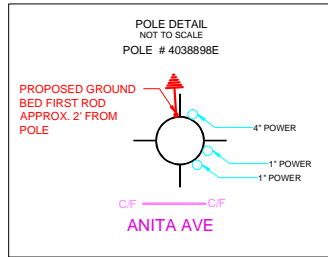 POLE DETAIL
NOT TO SCALE
POLE # 4038898E
PROPOSED GROUND
BED FIRST ROD
APPROX. 2' FROM
POLE
4" POWER
1" POWER
1" POWER
C/F C/F
ANITA AVE